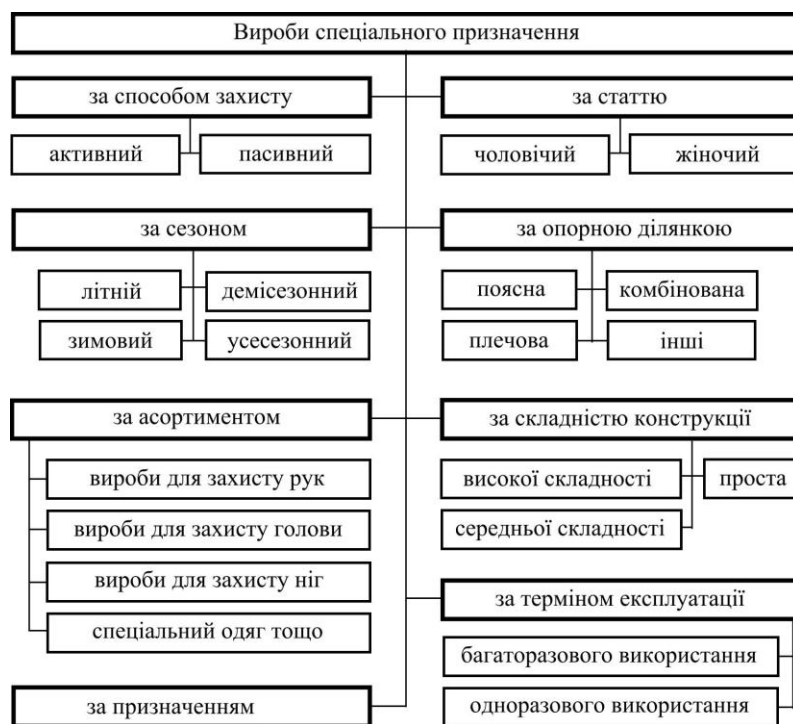 Вироби спеціального призначення
за способом захисту
активний
пасивний
за статтю
чоловічий
жіночий
за сезоном
літній
демісезонний
зимовий
усесезонний
за опорною ділянкою
поясна
комбінована
плечова
інші
за асортиментом
вироби для захисту рук
вироби для захисту голови
вироби для захисту ніг
спеціальний одяг тощо
за складністю конструкції
високої складності
проста
середньої складності
за терміном експлуатації
багаторазового використання
одноразового використання
за призначенням